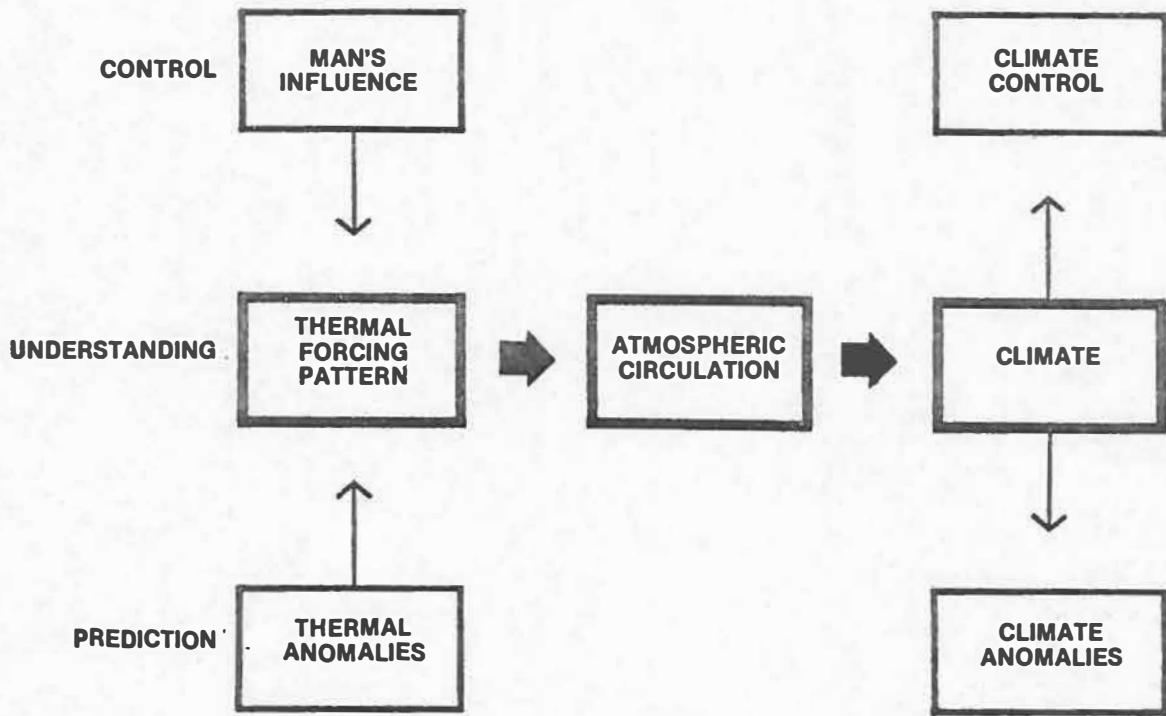 CONTROL
MAN'S
INFLUENCE
CLIMATE
CONTROL
UNDERSTANDING
THERMAL
FORCING
PATTERN
ATMOSPHERIC
CIRCULATION
CLIMATE
PREDICTION
THERMAL
ANOMALIES
CLIMATE
ANOMALIES